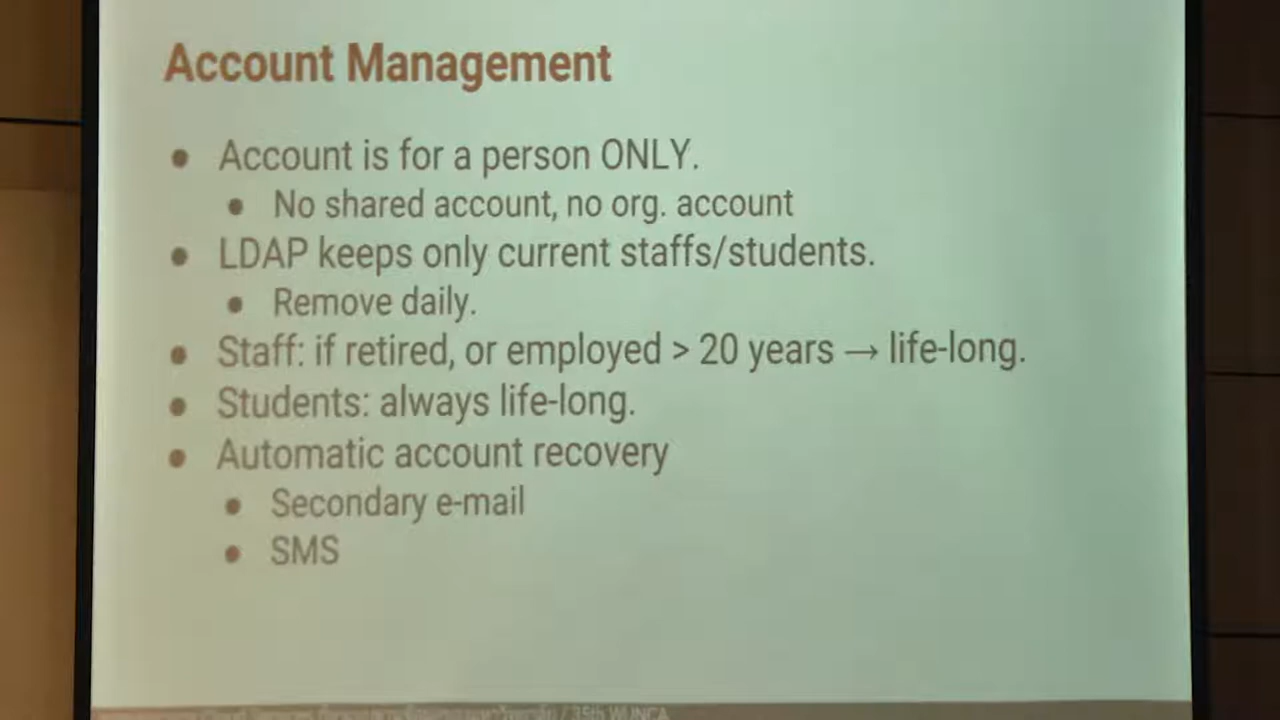 Account Management
• Account is for a person ONLY.
• No shared account, no org. account
• LDAP keeps only current staffs/students.
• Remove daily.
• Staff: if retired, or employed > 20 years → life-long.
• Students: always life-long.
• Automatic account recovery
• Secondary e-mail
• SMS
/ 35th WUNCA